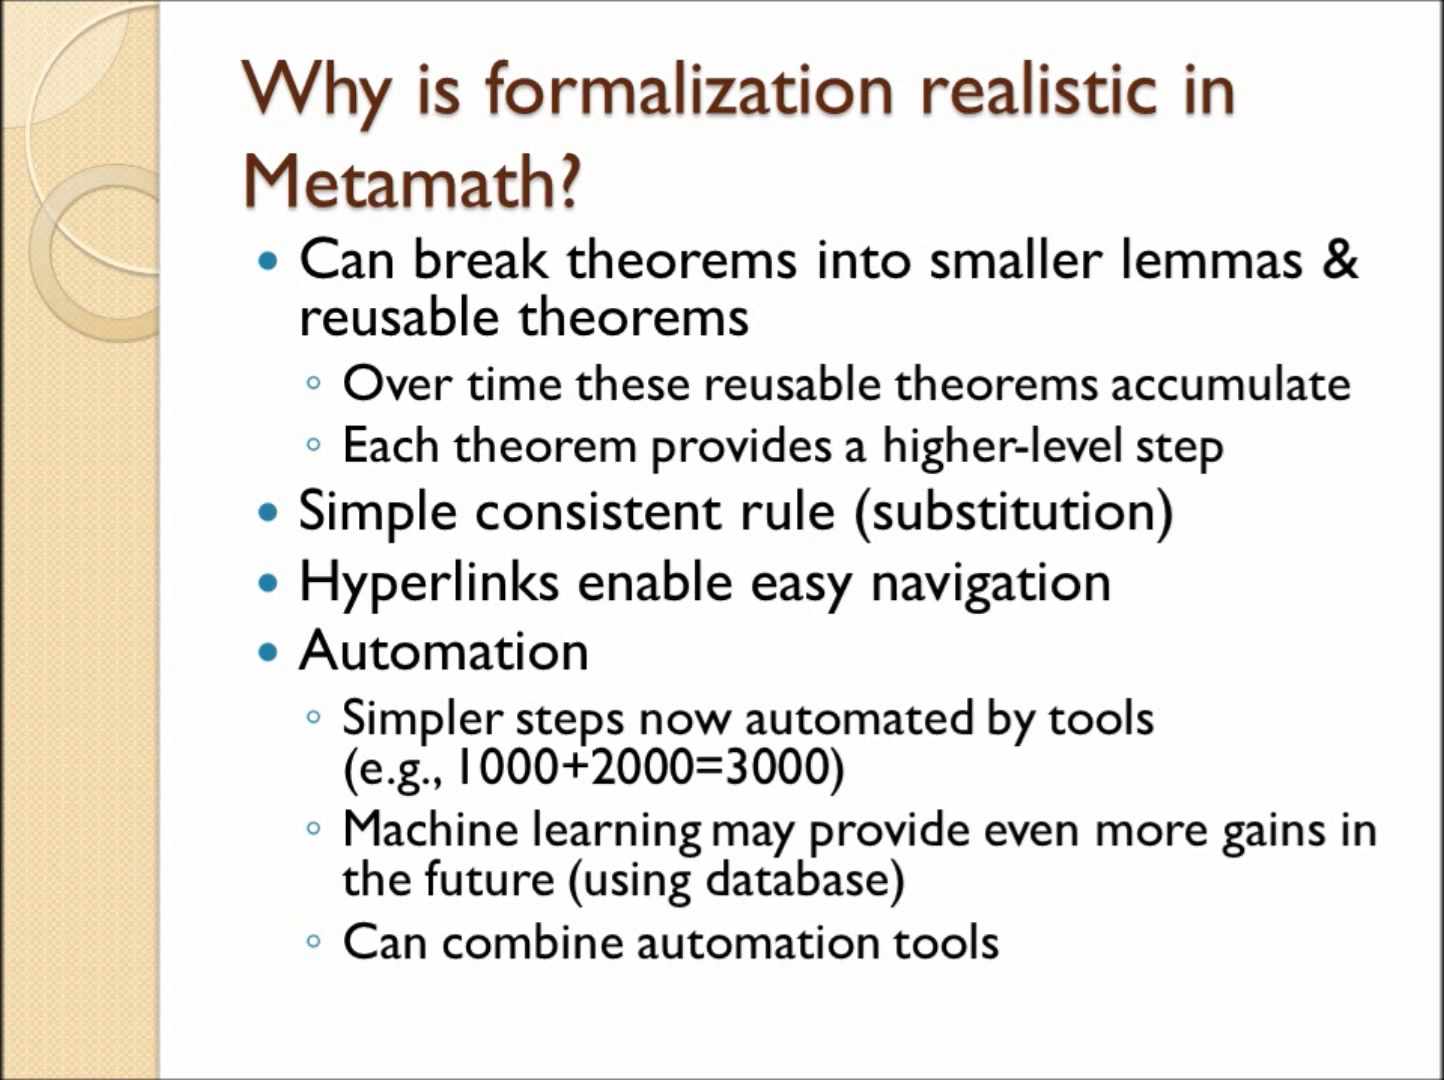 Why is formalization realistic in
Metamath?
• Can break theorems into smaller lemmas &
reusable theorems
◦ Over time these reusable theorems accumulate
◦ Each theorem provides a higher-level step
• Simple consistent rule (substitution)
• Hyperlinks enable easy navigation
• Automation
◦ Simpler steps now automated by tools
(e.g., 1000+2000=3000)
◦ Machine learning may provide even more gains in
the future (using database)
◦ Can combine automation tools